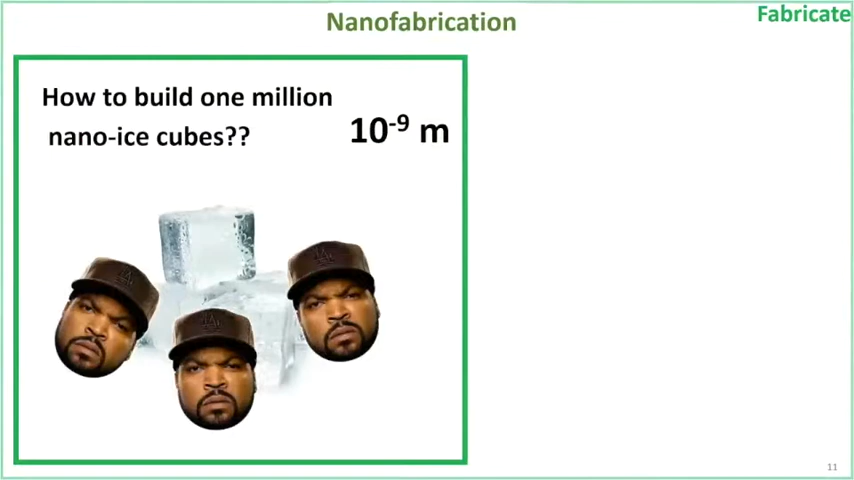 Nanofabrication
Fabricate
How to build one million
nano-ice cubes??
10⁻⁹ m
11